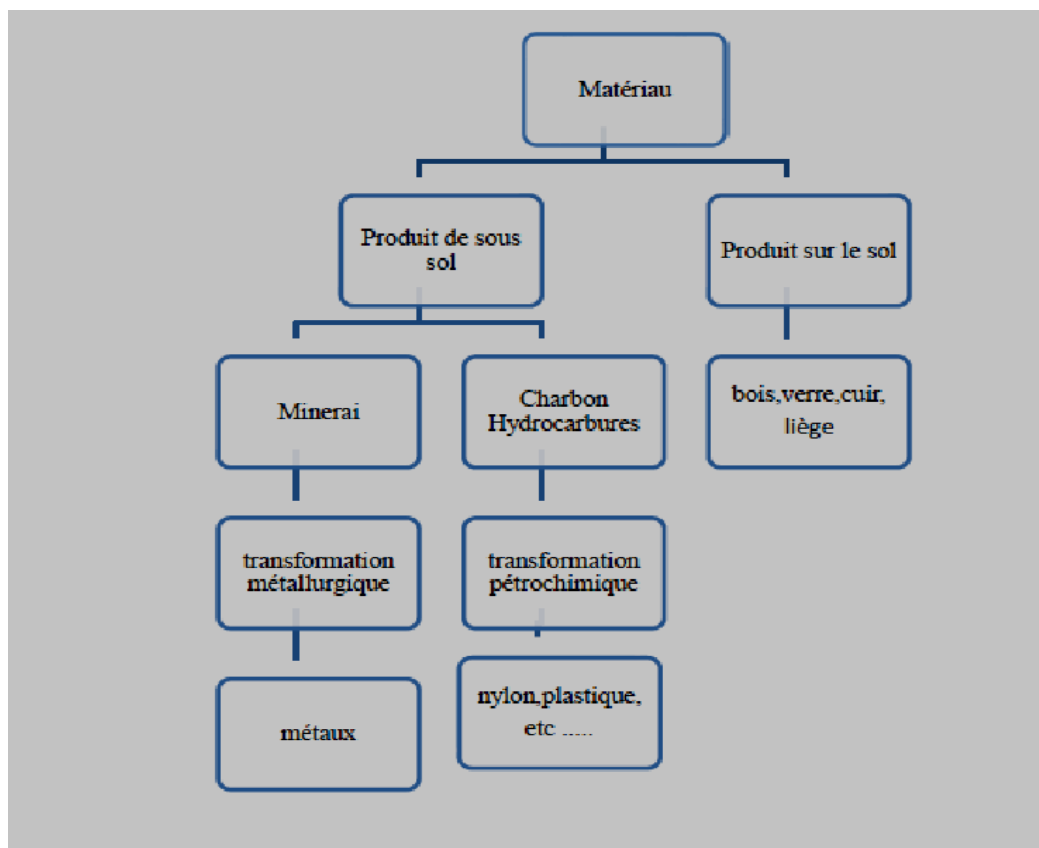 Matériau
Produit de sous
sol
Produit sur le sol
Minerai
Charbon
Hydrocarbures
bois,verre,cuir,
liège
transformation
métallurgique
transformation
pétrochimique
métaux
nylon,plastique,
etc .....